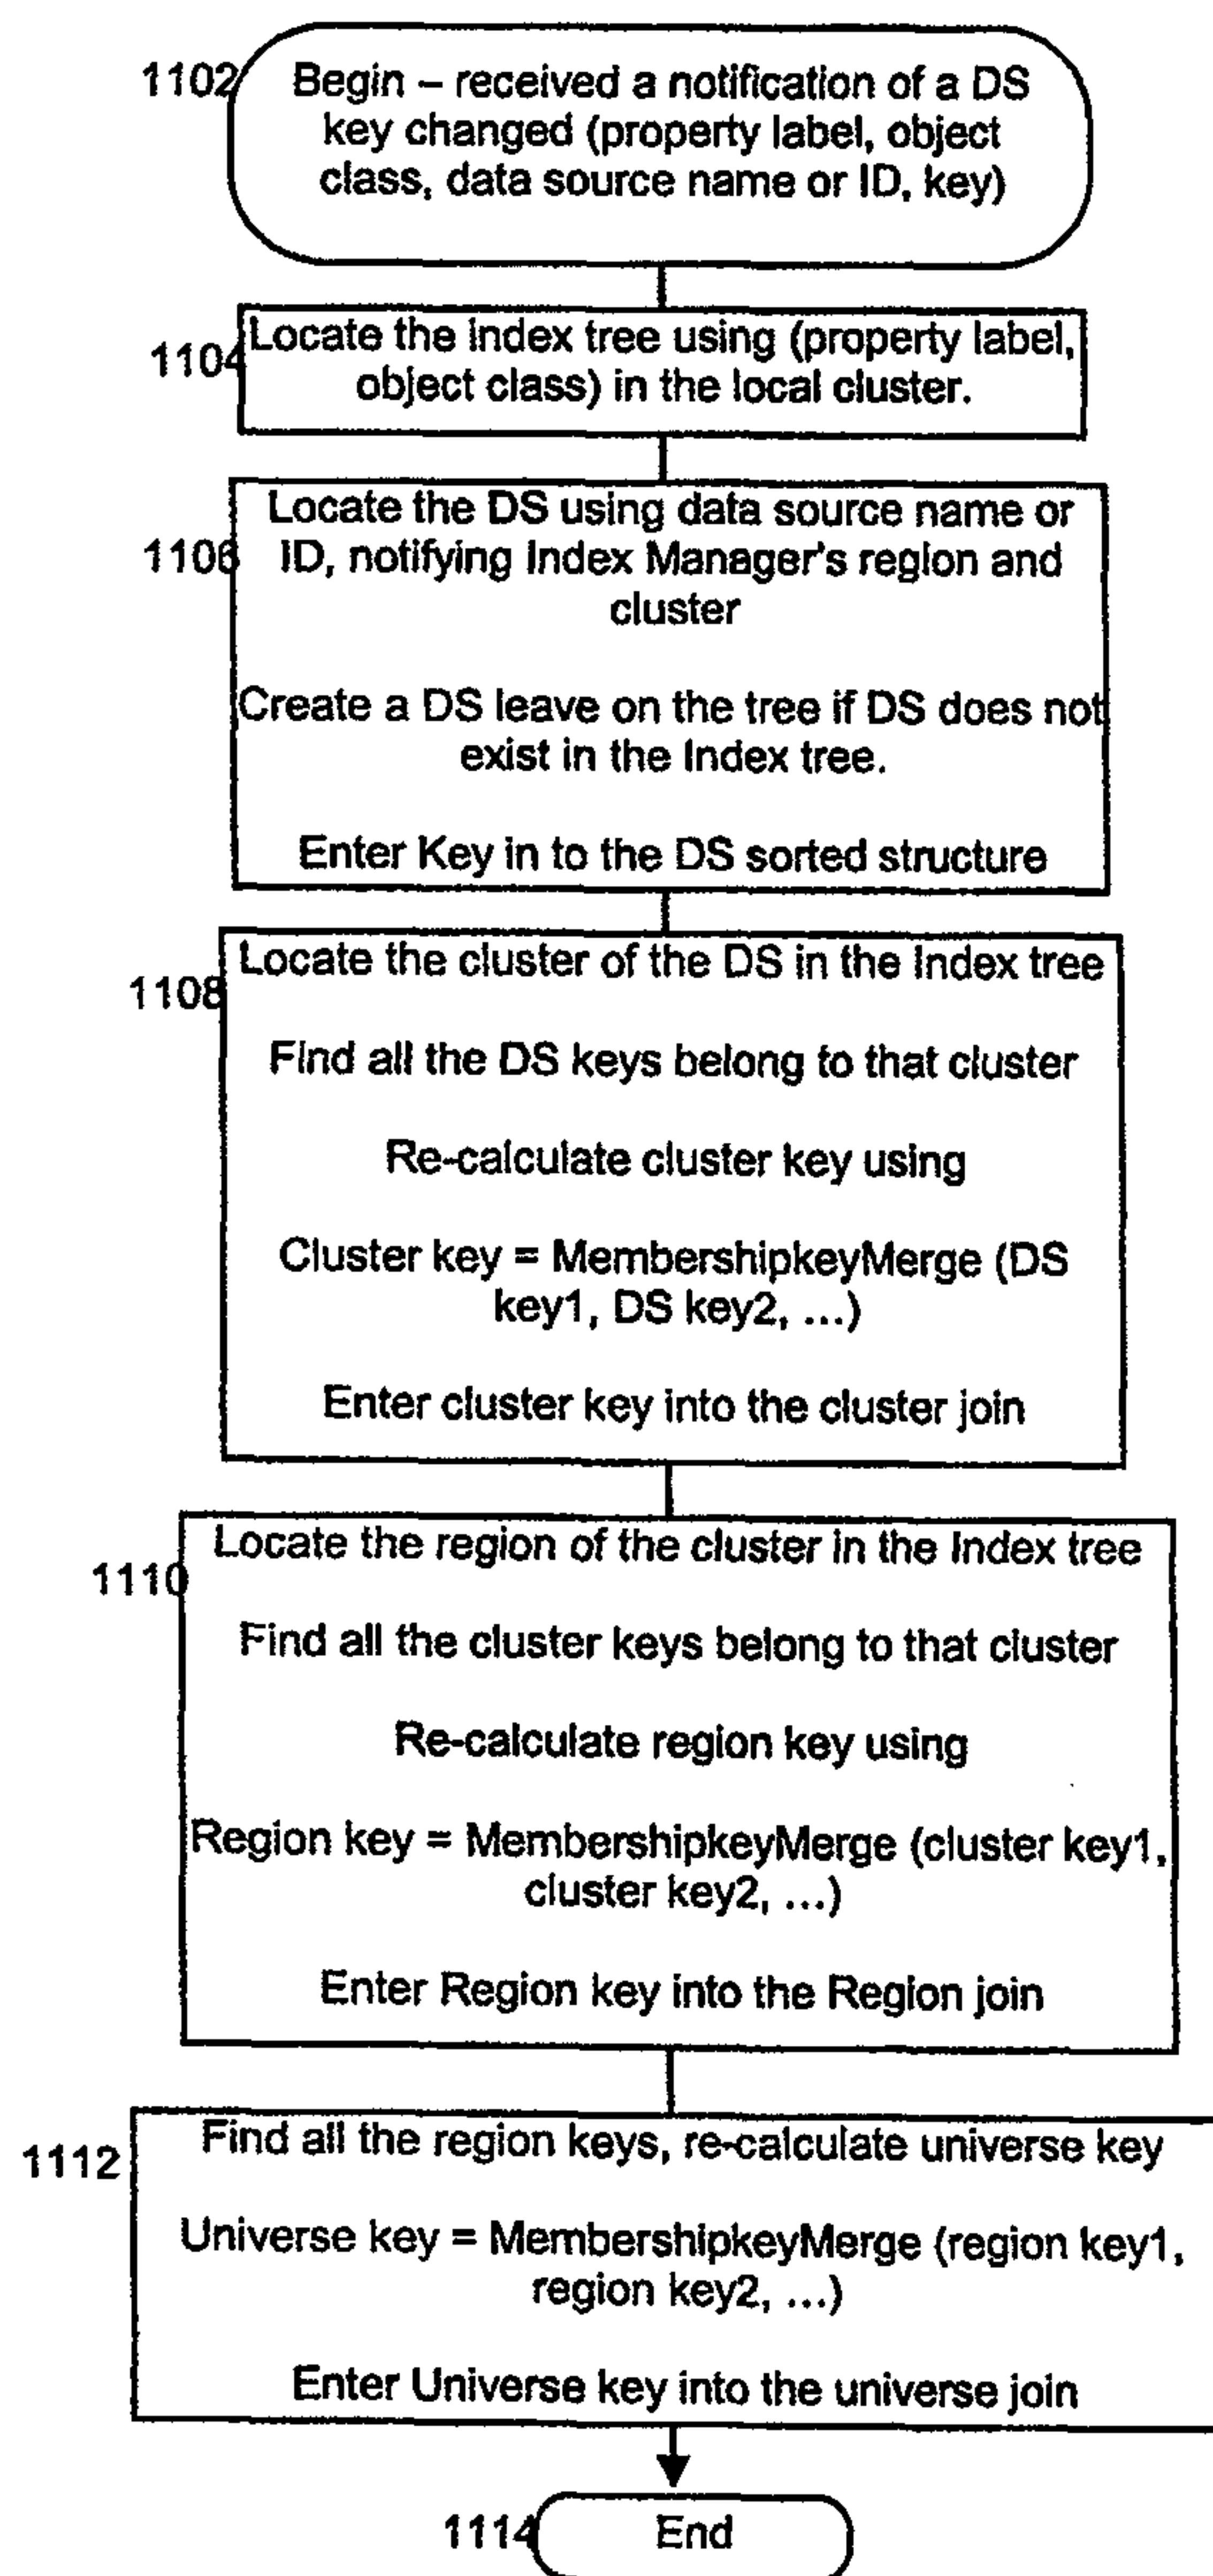 1102
Begin – received a notification of a DS
key changed (property label, object
class, data source name or ID, key)
1104
Locate the Index tree using (property label,
object class) in the local cluster.
1106
Locate the DS using data source name or
ID, notifying Index Manager's region and
cluster
Create a DS leave on the tree if DS does not
exist in the Index tree.
Enter Key in to the DS sorted structure
1108
Locate the cluster of the DS in the Index tree
Find all the DS keys belong to that cluster
Re-calculate cluster key using
Cluster key = MembershipkeyMerge (DS
key1, DS key2, ...)
Enter cluster key into the cluster join
1110
Locate the region of the cluster in the Index tree
Find all the cluster keys belong to that cluster
Re-calculate region key using
Region key = MembershipkeyMerge (cluster key1,
cluster key2, ...)
Enter Region key into the Region join
1112
Find all the region keys, re-calculate universe key
Universe key = MembershipkeyMerge (region key1,
region key2, ...)
Enter Universe key into the universe join
1114
End